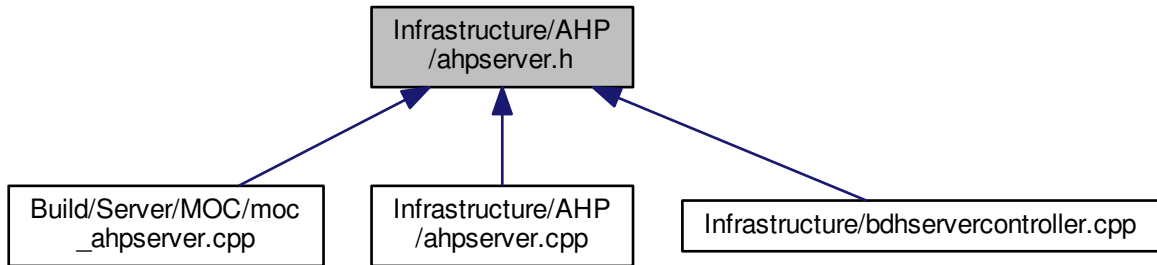 Infrastructure/AHP
/ahpserver.h
Build/Server/MOC/moc
_ahpserver.cpp
Infrastructure/AHP
/ahpserver.cpp
Infrastructure/bdhservercontroller.cpp